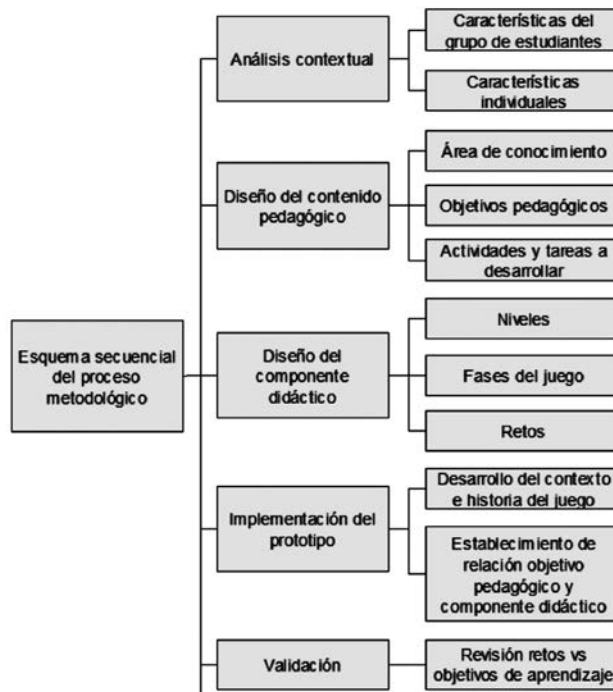 Esquema secuencial
del proceso
metodológico
Análisis contextual
Características del
grupo de estudiantes
Características
individuales
Diseño del contenido
pedagógico
Área de conocimiento
Objetivos pedagógicos
Actividades y tareas a
desarrollar
Diseño del
componente
didáctico
Niveles
Fases del juego
Retos
Implementación del
prototipo
Desarrollo del contexto
e historia del juego
Establecimiento de
relación objetivo
pedagógico y
componente didáctico
Validación
Revisión retos vs
objetivos de aprendizaje